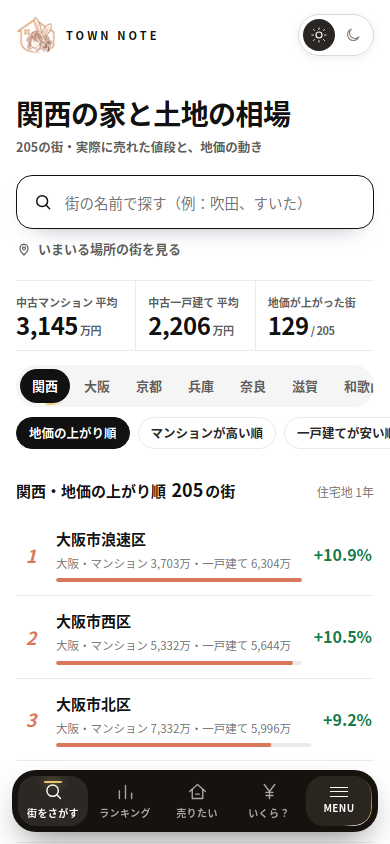 TOWN NOTE
関西の家と土地の相場
205の街・実際に売れた値段と、地価の動き
街の名前で探す（例：吹田、すいた）
いまいる場所の街を見る
中古マンション 平均
3,145万円
中古一戸建て 平均
2,206万円
地価が上がった街
129/205
関西 大阪 京都 兵庫 奈良 滋賀
地価の上がり順 マンションが高い順 一戸建てが安い
関西・地価の上がり順 205の街 住宅地 1年
1 大阪市浪速区
大阪・マンション 3,703万・一戸建て 6,304万
+10.9%
2 大阪市西区
大阪・マンション 5,332万・一戸建て 5,644万
+10.5%
3 大阪市北区
大阪・マンション 7,332万・一戸建て 5,996万
+9.2%
街をさがす ランキング 売りたい いくら？ MENU